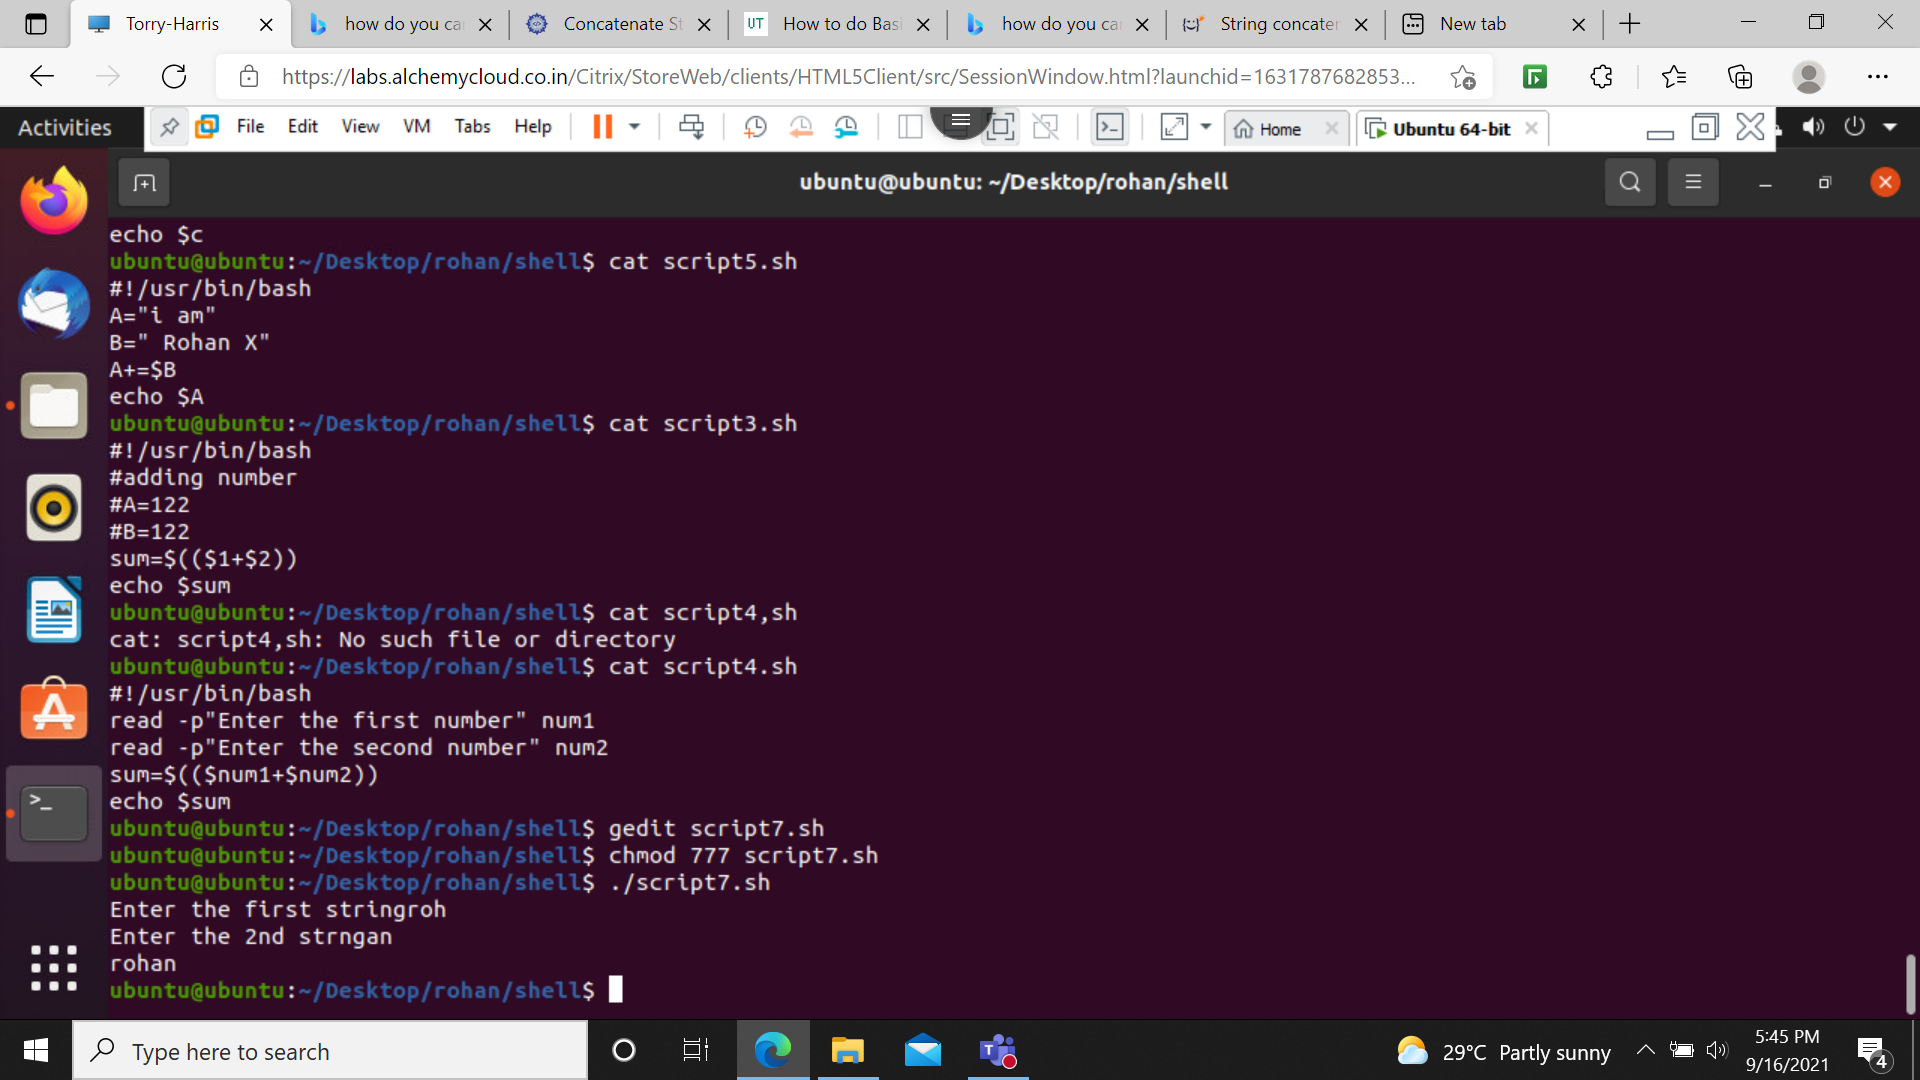 Torry-Harris
how do you ca
Concatenate St
How to do Basi
how do you ca
String concater
New tab
https://labs.alchemycloud.co.in/Citrix/StoreWeb/clients/HTML5Client/src/SessionWindow.html?launchid=1631787682853...
Activities
File Edit View VM Tabs Help
Home
Ubuntu 64-bit
ubuntu@ubuntu: ~/Desktop/rohan/shell
echo $c
ubuntu@ubuntu:~/Desktop/rohan/shell$ cat script5.sh
#!/usr/bin/bash
A="i am"
B=" Rohan X"
A+=$B
echo $A
ubuntu@ubuntu:~/Desktop/rohan/shell$ cat script3.sh
#!/usr/bin/bash
#adding number
#A=122
#B=122
sum=$(($1+$2))
echo $sum
ubuntu@ubuntu:~/Desktop/rohan/shell$ cat script4,sh
cat: script4,sh: No such file or directory
ubuntu@ubuntu:~/Desktop/rohan/shell$ cat script4.sh
#!/usr/bin/bash
read -p"Enter the first number" num1
read -p"Enter the second number" num2
sum=$(($num1+$num2))
echo $sum
ubuntu@ubuntu:~/Desktop/rohan/shell$ gedit script7.sh
ubuntu@ubuntu:~/Desktop/rohan/shell$ chmod 777 script7.sh
ubuntu@ubuntu:~/Desktop/rohan/shell$ ./script7.sh
Enter the first stringroh
Enter the 2nd strngan
rohan
ubuntu@ubuntu:~/Desktop/rohan/shell$
Type here to search
29°C Partly sunny
5:45 PM
9/16/2021
4